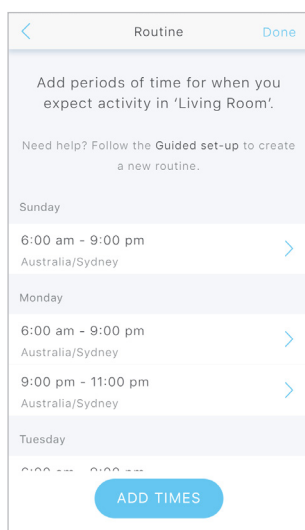 Routine
Done
Add periods of time for when you
expect activity in ‘Living Room’.
Need help? Follow the Guided set-up to create
a new routine.
Sunday
6:00 am - 9:00 pm
Australia/Sydney
Monday
6:00 am - 9:00 pm
Australia/Sydney
9:00 pm - 11:00 pm
Australia/Sydney
Tuesday
ADD TIMES